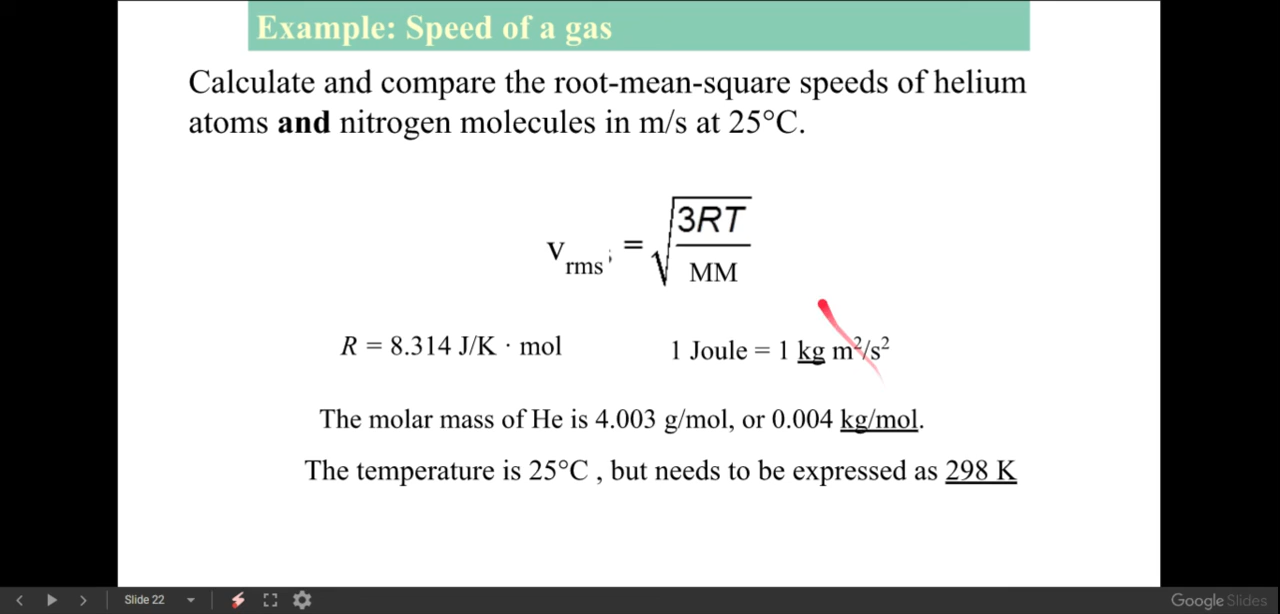 Example: Speed of a gas
Calculate and compare the root-mean-square speeds of helium
atoms and nitrogen molecules in m/s at 25°C.
v_rms = √(3RT/MM)
R = 8.314 J/K · mol
1 Joule = 1 kg m²/s²
The molar mass of He is 4.003 g/mol, or 0.004 kg/mol.
The temperature is 25°C , but needs to be expressed as 298 K
Slide 22
Google Slides